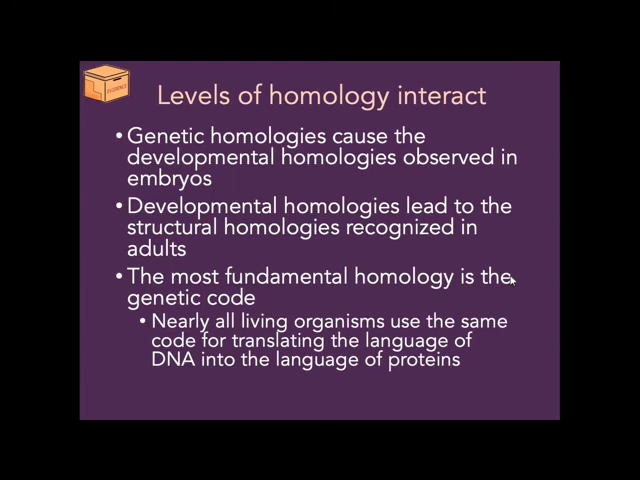 Levels of homology interact
• Genetic homologies cause the
developmental homologies observed in
embryos
• Developmental homologies lead to the
structural homologies recognized in
adults
• The most fundamental homology is the
genetic code
• Nearly all living organisms use the same
code for translating the language of
DNA into the language of proteins